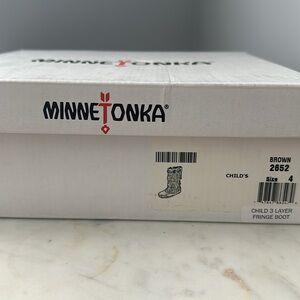 MINNETONKA
MINNETONKA®
BROWN
2652
CHILD'S
Size 4
CHILD 3 LAYER
FRINGE BOOT